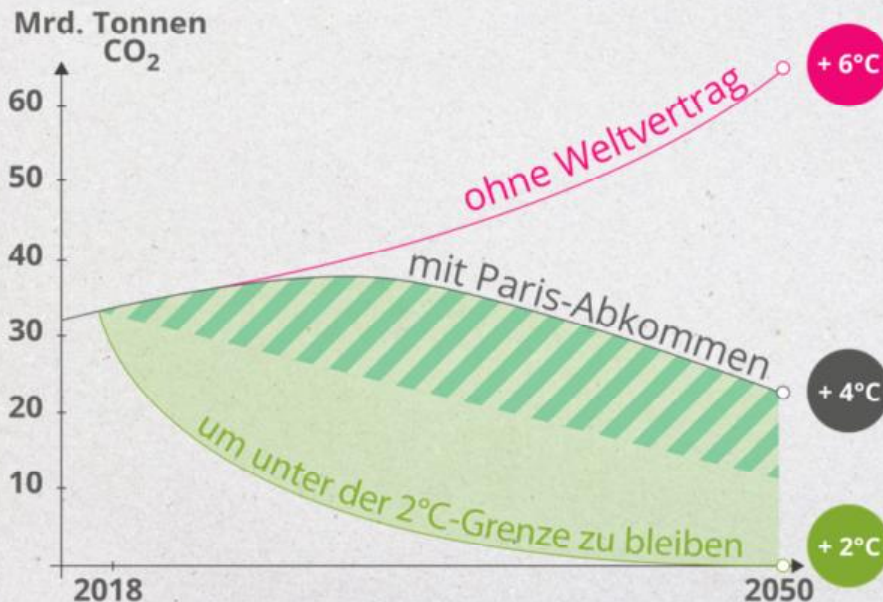 Mrd. Tonnen
CO₂
60
50
40
30
20
10
2018
2050
ohne Weltvertrag
+ 6°C
mit Paris-Abkommen
+ 4°C
um unter der 2°C-Grenze zu bleiben
+ 2°C